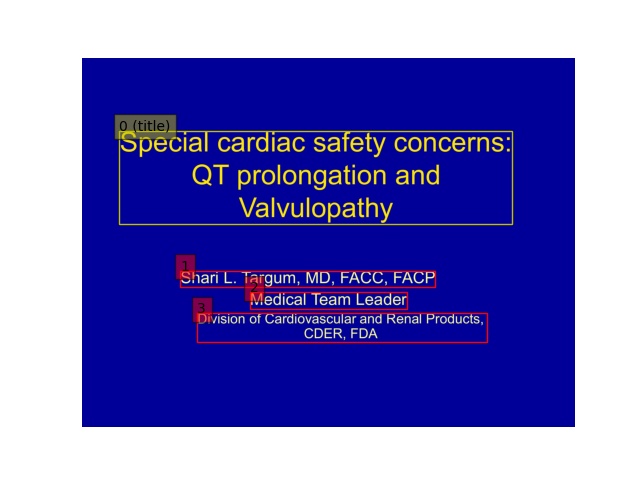 0 (title)
Special cardiac safety concerns:
QT prolongation and
Valvulopathy
1
Shari L. Targum, MD, FACC, FACP
2
Medical Team Leader
3
Division of Cardiovascular and Renal Products,
CDER, FDA